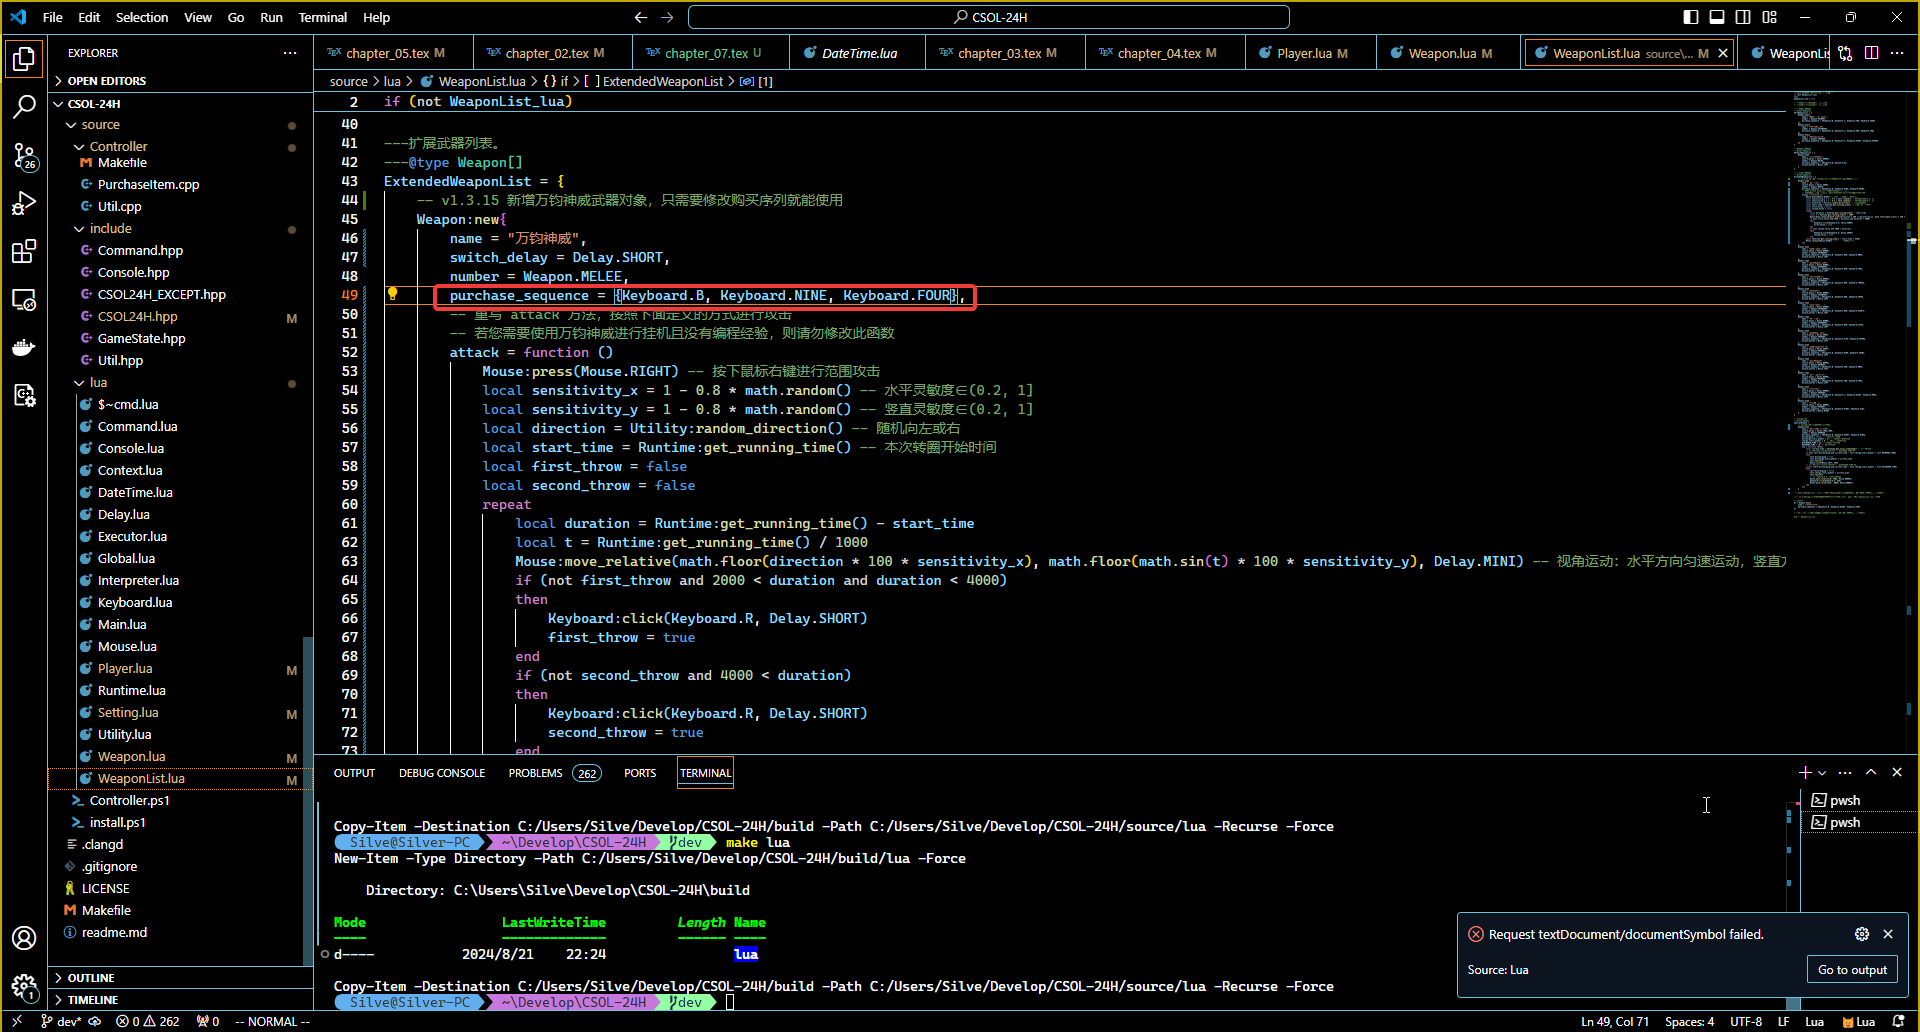 File Edit Selection View Go Run Terminal Help
CSOL-24H
EXPLORER
OPEN EDITORS
CSOL-24H
source
Controller
Makefile
PurchaseItem.cpp
Util.cpp
include
Command.hpp
Console.hpp
CSOL24H_EXCEPT.hpp
CSOL24H.hpp M
GameState.hpp
Util.hpp
lua
$~cmd.lua
Command.lua
Console.lua
Context.lua
DateTime.lua
Delay.lua
Executor.lua
Global.lua
Interpreter.lua
Keyboard.lua
Main.lua
Mouse.lua
Player.lua M
Runtime.lua
Setting.lua M
Utility.lua
Weapon.lua M
WeaponList.lua M
Controller.ps1
install.ps1
.clangd
.gitignore
LICENSE
Makefile
readme.md
OUTLINE
TIMELINE
26
1
chapter_05.tex M chapter_02.tex M chapter_07.tex U DateTime.lua chapter_03.tex M chapter_04.tex M Player.lua M Weapon.lua M WeaponList.lua source\... M WeaponLis
source > lua > WeaponList.lua > {} if > [ ] ExtendedWeaponList > [1]
2 if (not WeaponList_lua)
40
41 ---扩展武器列表。
42 ---@type Weapon[]
43 ExtendedWeaponList = {
44 -- v1.3.15 新增万钧神威武器对象，只需要修改购买序列就能使用
45 Weapon:new{
46 name = "万钧神威",
47 switch_delay = Delay.SHORT,
48 number = Weapon.MELEE,
49 purchase_sequence = {Keyboard.B, Keyboard.NINE, Keyboard.FOUR},
50 -- 重写 attack 方法，按照下面定义的方式进行攻击
51 -- 若您需要使用万钧神威进行挂机且没有编程经验，则请勿修改此函数
52 attack = function ()
53 Mouse:press(Mouse.RIGHT) -- 按下鼠标右键进行范围攻击
54 local sensitivity_x = 1 - 0.8 * math.random() -- 水平灵敏度∈(0.2, 1]
55 local sensitivity_y = 1 - 0.8 * math.random() -- 竖直灵敏度∈(0.2, 1]
56 local direction = Utility:random_direction() -- 随机向左或右
57 local start_time = Runtime:get_running_time() -- 本次转圈开始时间
58 local first_throw = false
59 local second_throw = false
60 repeat
61 local duration = Runtime:get_running_time() - start_time
62 local t = Runtime:get_running_time() / 1000
63 Mouse:move_relative(math.floor(direction * 100 * sensitivity_x), math.floor(math.sin(t) * 100 * sensitivity_y), Delay.MINI) -- 视角运动：水平方向匀速运动，竖直
64 if (not first_throw and 2000 < duration and duration < 4000)
65 then
66 Keyboard:click(Keyboard.R, Delay.SHORT)
67 first_throw = true
68 end
69 if (not second_throw and 4000 < duration)
70 then
71 Keyboard:click(Keyboard.R, Delay.SHORT)
72 second_throw = true
73 end
OUTPUT DEBUG CONSOLE PROBLEMS 262 PORTS TERMINAL
Copy-Item -Destination C:/Users/Silve/Develop/CSOL-24H/build -Path C:/Users/Silve/Develop/CSOL-24H/source/lua -Recurse -Force
Silve@Silver-PC ~\Develop\CSOL-24H dev make lua
New-Item -Type Directory -Path C:/Users/Silve/Develop/CSOL-24H/build/lua -Force
Directory: C:\Users\Silve\Develop\CSOL-24H\build
Mode LastWriteTime Length Name
---- ------------- ------ ----
d---- 2024/8/21 22:24 lua
Copy-Item -Destination C:/Users/Silve/Develop/CSOL-24H/build -Path C:/Users/Silve/Develop/CSOL-24H/source/lua -Recurse -Force
Silve@Silver-PC ~\Develop\CSOL-24H dev
pwsh
pwsh
Request textDocument/documentSymbol failed.
Source: Lua
Go to output
dev* 0 262 0 -- NORMAL -- Ln 49, Col 71 Spaces: 4 UTF-8 LF Lua Lua